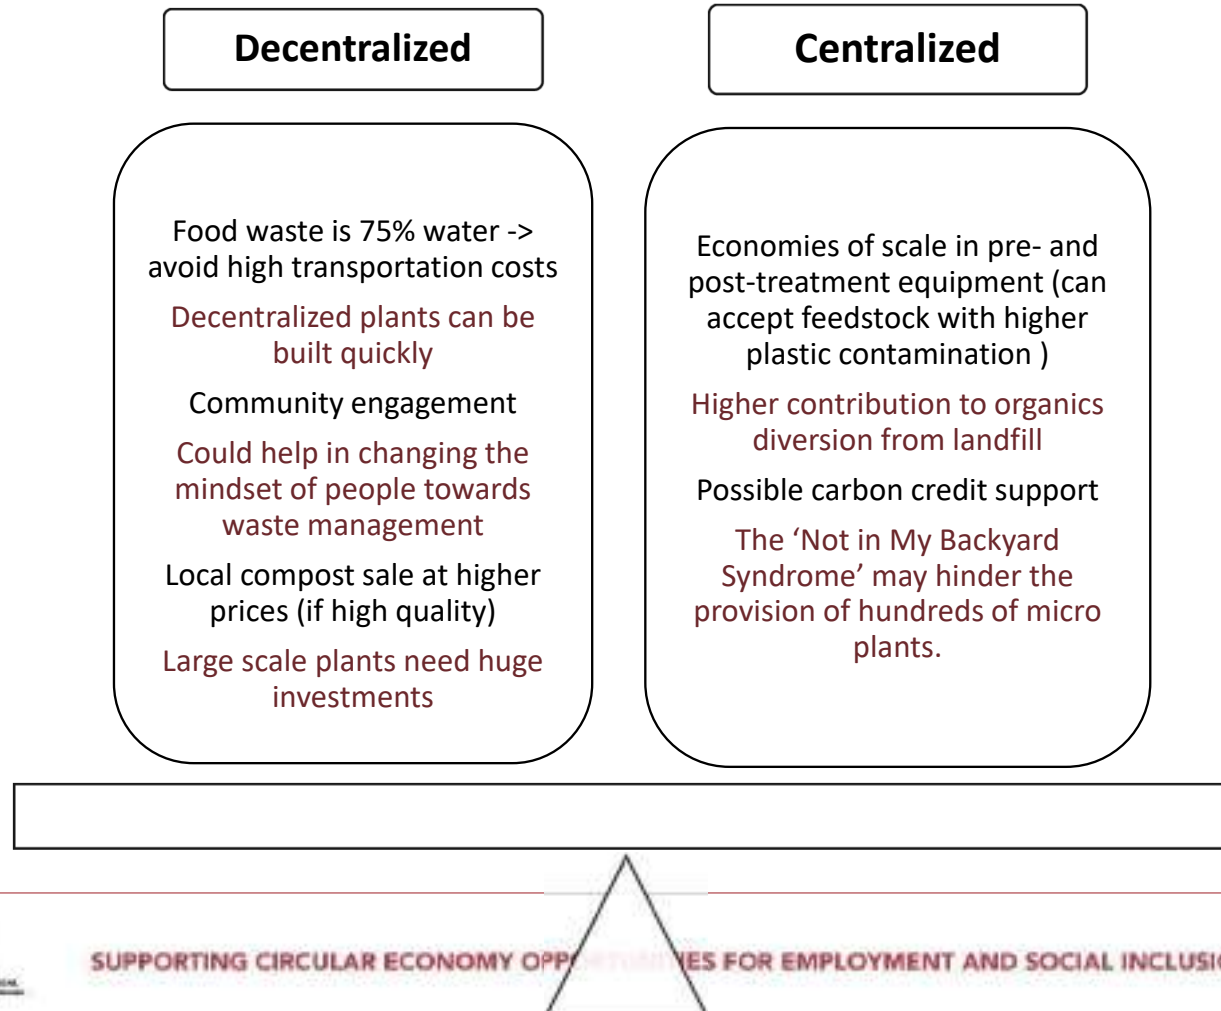 Decentralized
Food waste is 75% water ->
avoid high transportation costs
Decentralized plants can be
built quickly
Community engagement
Could help in changing the
mindset of people towards
waste management
Local compost sale at higher
prices (if high quality)
Large scale plants need huge
investments
Centralized
Economies of scale in pre- and
post-treatment equipment (can
accept feedstock with higher
plastic contamination )
Higher contribution to organics
diversion from landfill
Possible carbon credit support
The ‘Not in My Backyard
Syndrome’ may hinder the
provision of hundreds of micro
plants.
SUPPORTING CIRCULAR ECONOMY FOR EMPLOYMENT AND SOCIAL